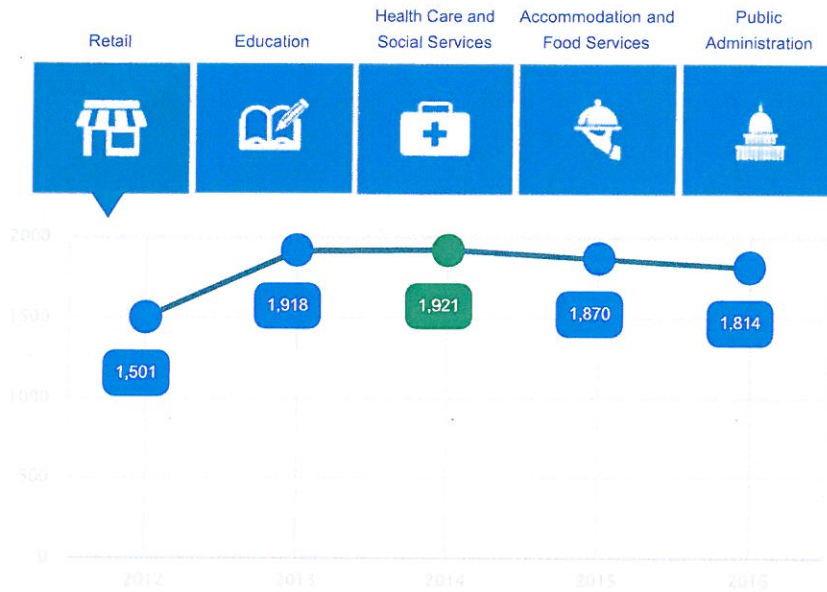 Retail
Education
Health Care and
Social Services
Accommodation and
Food Services
Public
Administration
2000
1,918
1,921
1,870
1,814
1500
1,501
1000
500
0
2012
2013
2014
2015
2016